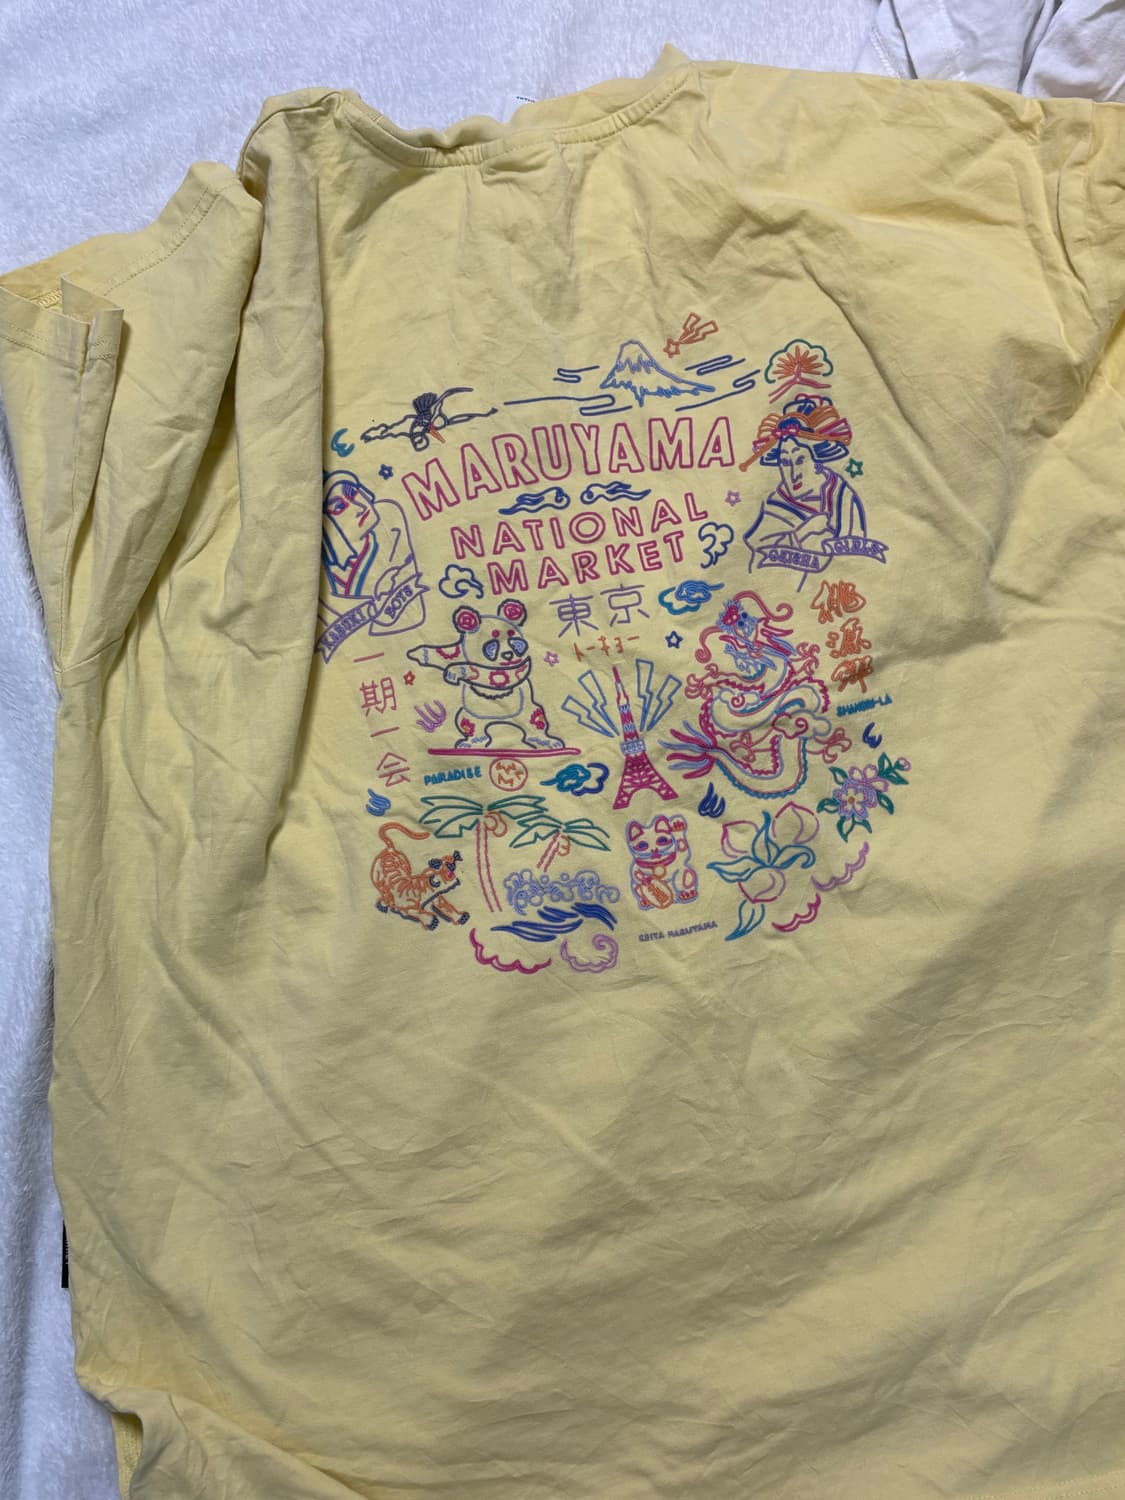 MARUYAMA
NATIONAL
MARKET
東京
トーキョー
KABUKI BOYS
GEISHA GIRLS
一期一会
桃源郷
SHANGRI-LA
PARADISE
KEITA MARUYAMA